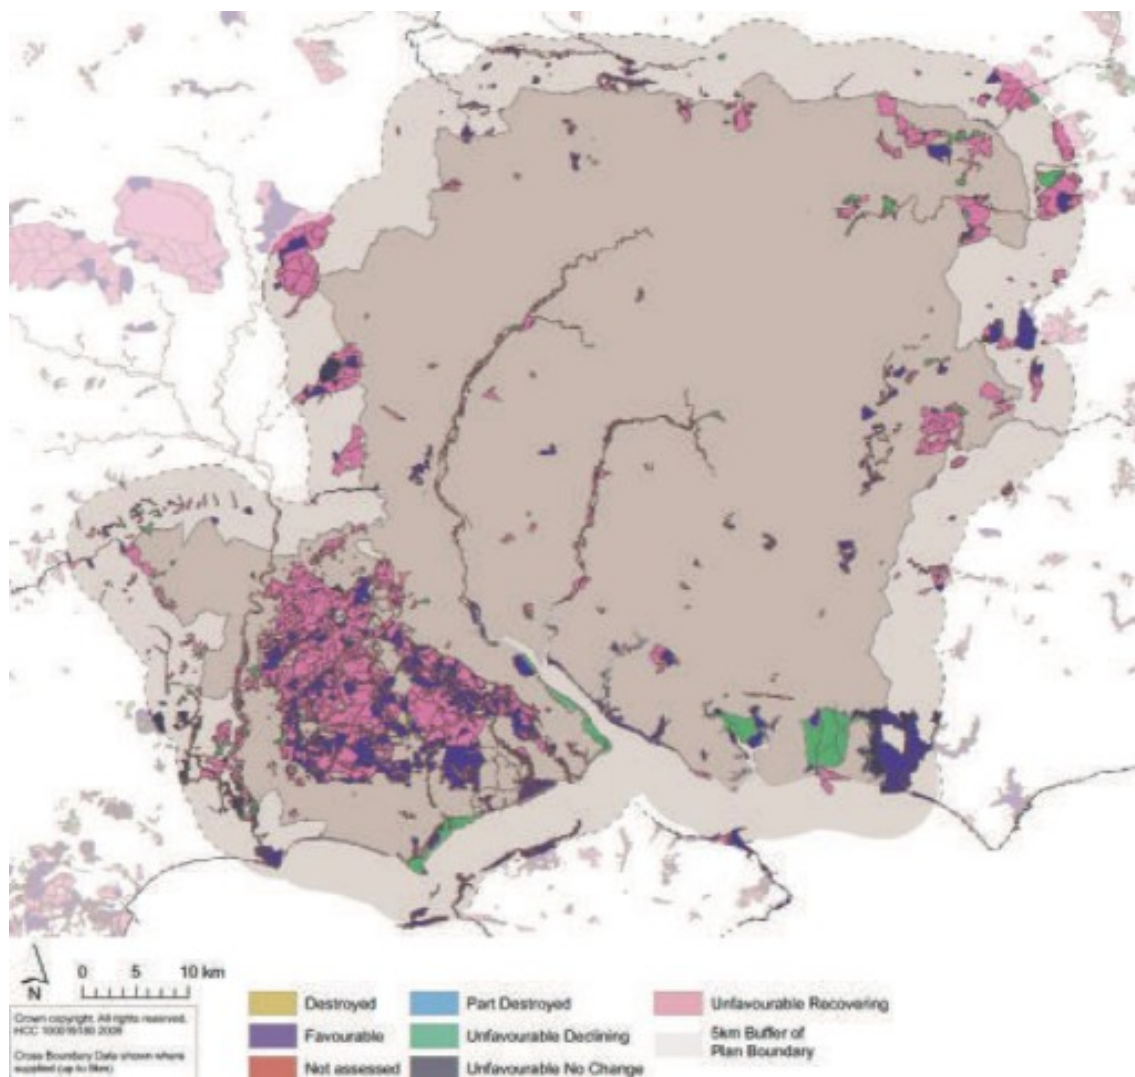 0 5 10 km
N
Crown copyright. All rights reserved.
HCC 100019180 2009
Cross Boundary Data shown where
supplied (up to 5km)
Destroyed
Favourable
Not assessed
Part Destroyed
Unfavourable Declining
Unfavourable No Change
Unfavourable Recovering
5km Buffer of
Plan Boundary